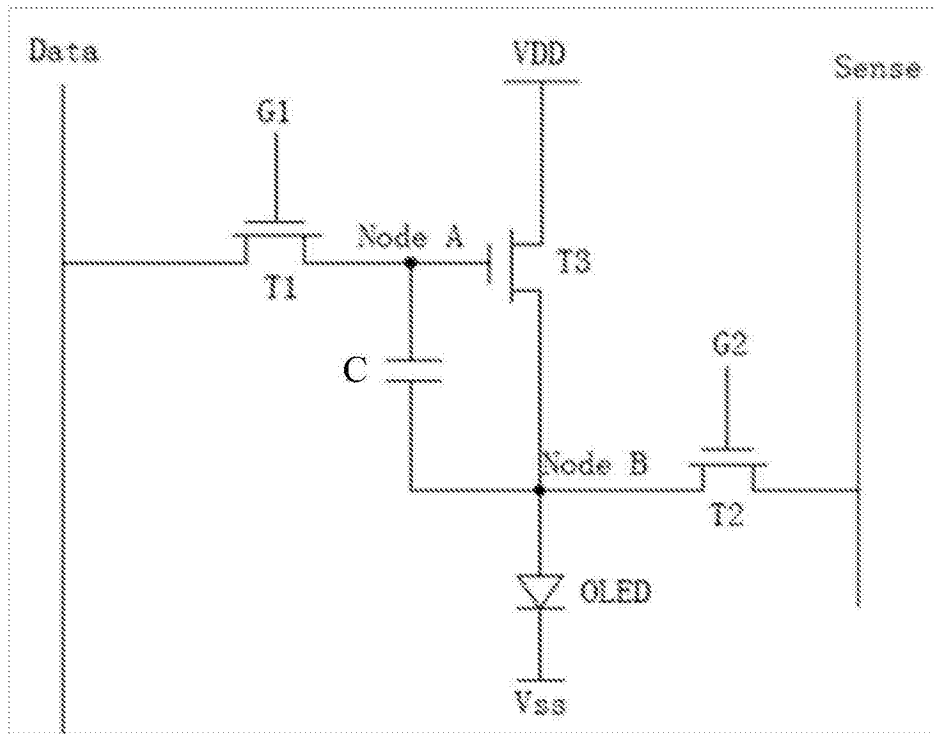 Data
VDD
Sense
G1
Node A
T1
T3
C
G2
Node B
T2
OLED
Vss